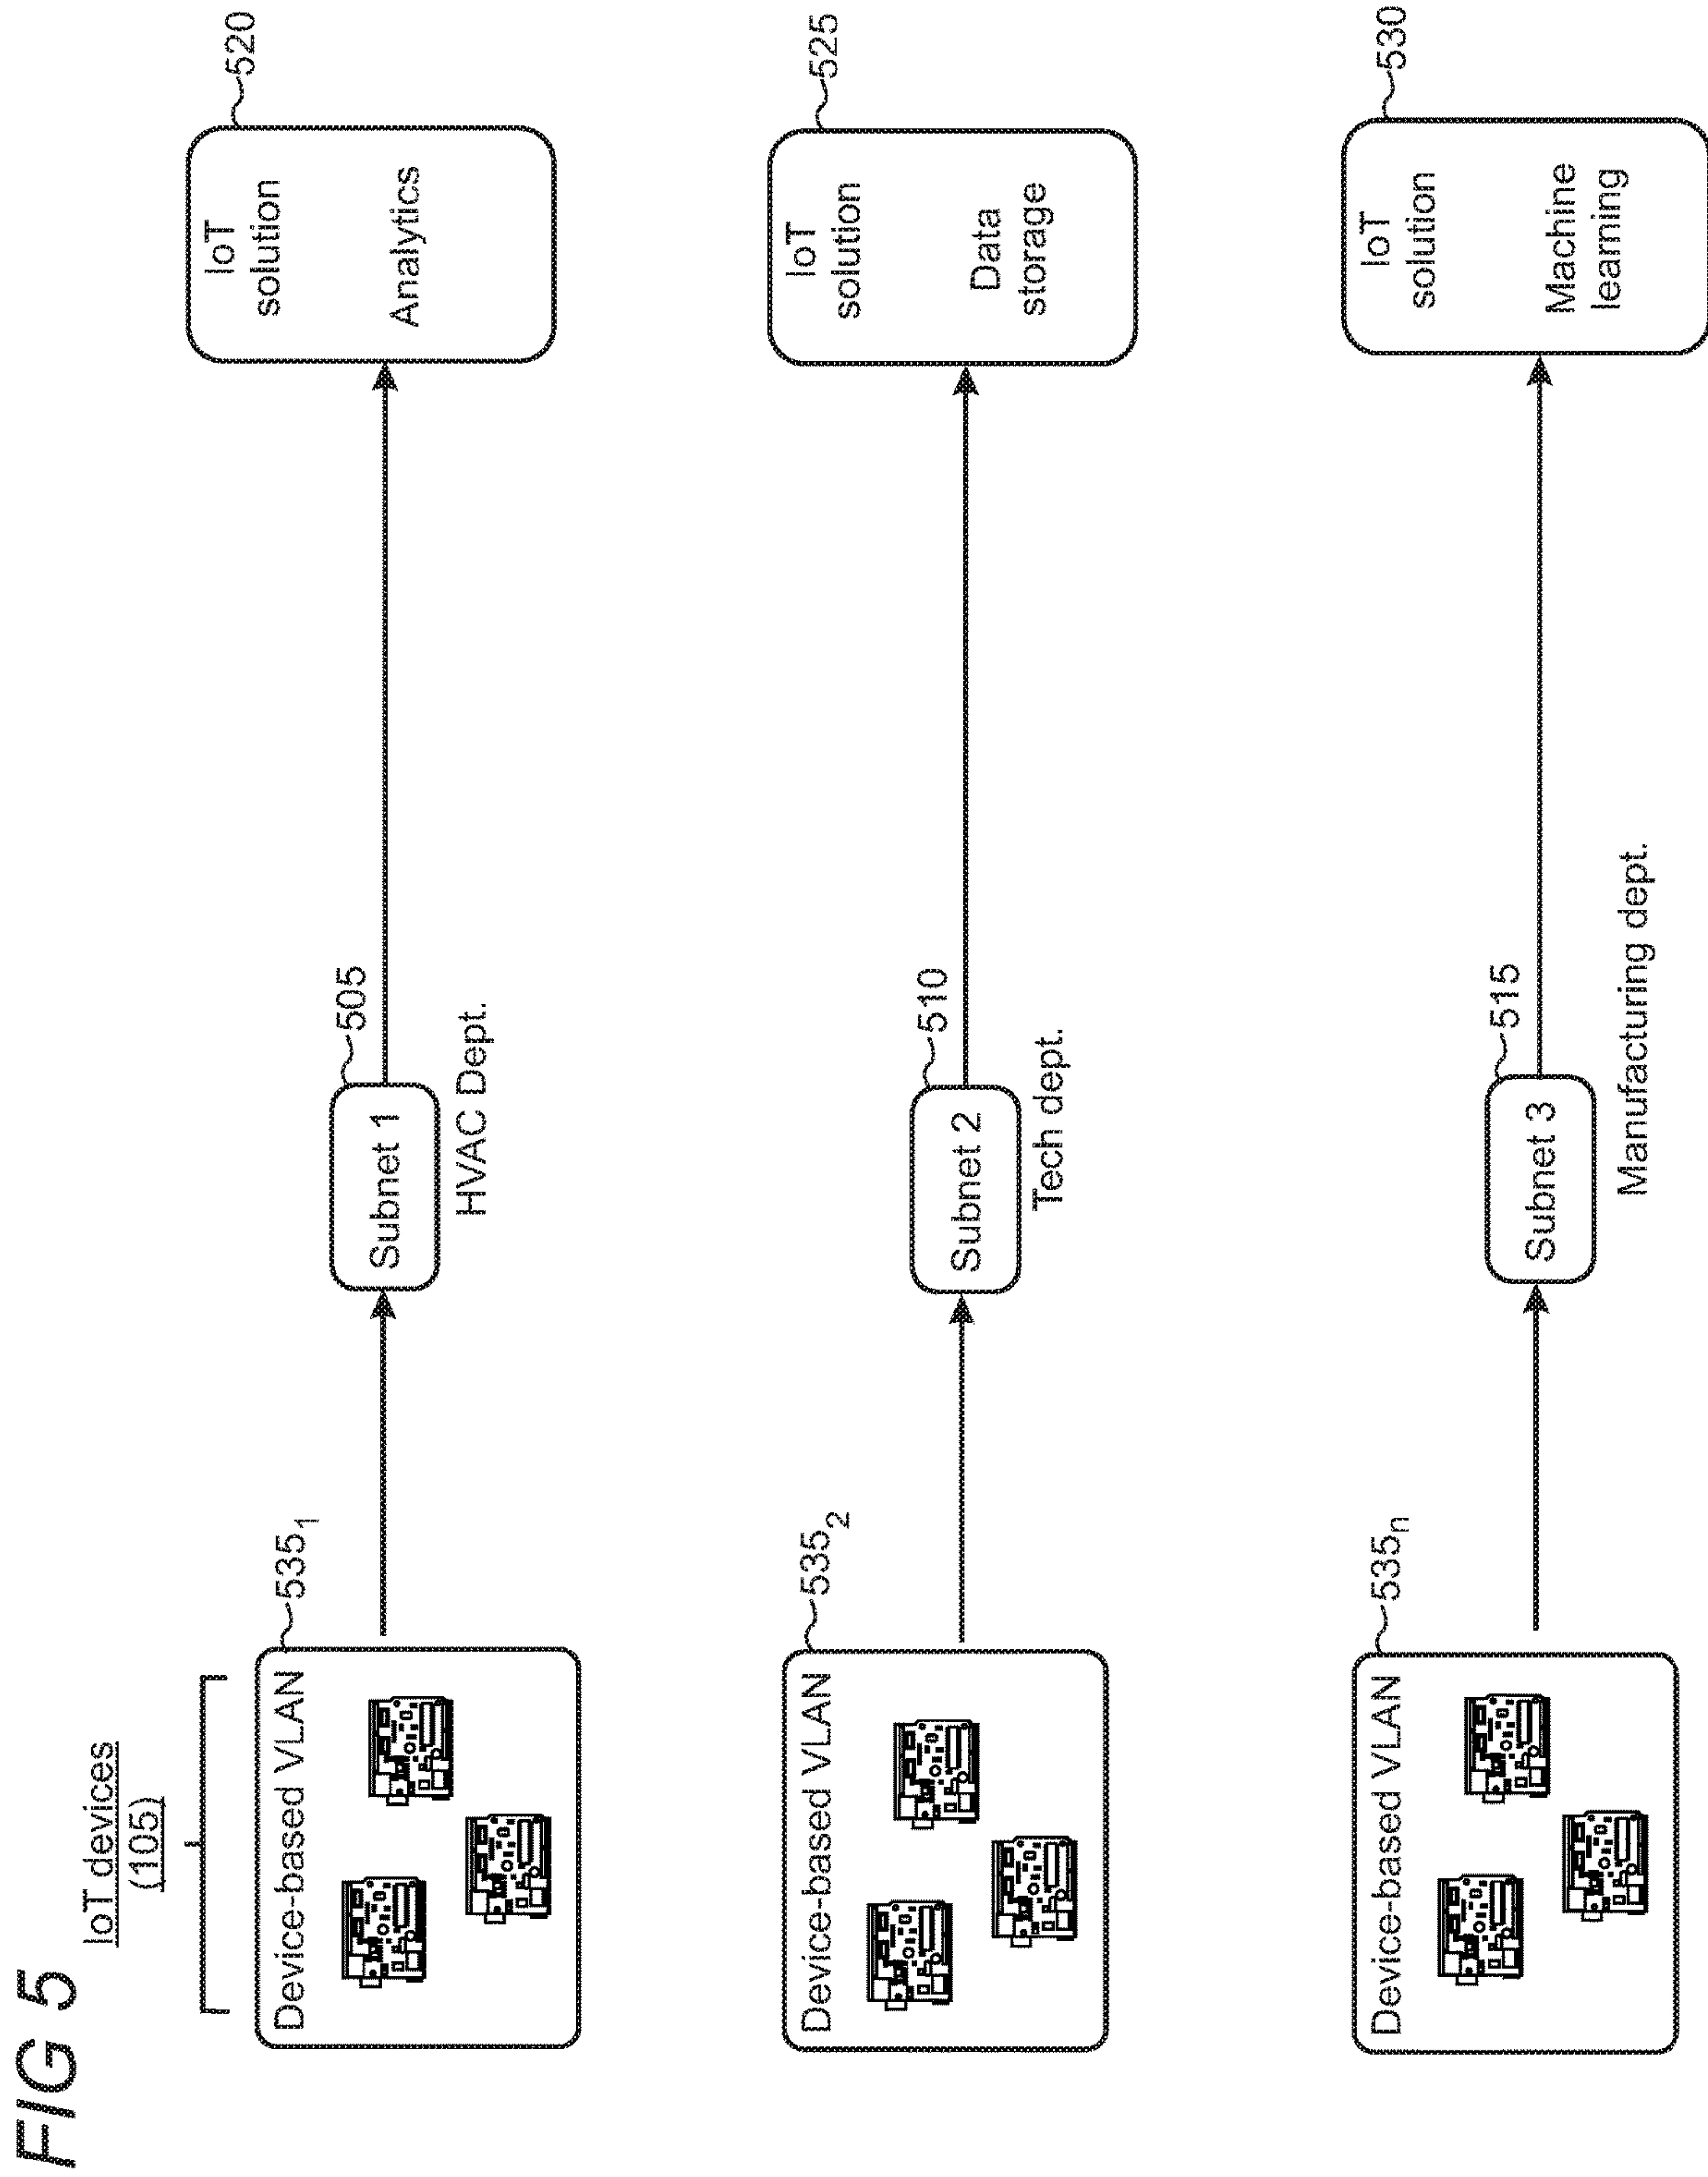 FIG 5
IoT devices
(105)
Device-based VLAN
535₁
Subnet 1
505
HVAC Dept.
IoT
solution
Analytics
520
Device-based VLAN
535₂
Subnet 2
510
Tech dept.
IoT
solution
Data
storage
525
Device-based VLAN
535ₙ
Subnet 3
515
Manufacturing dept.
IoT
solution
Machine
learning
530